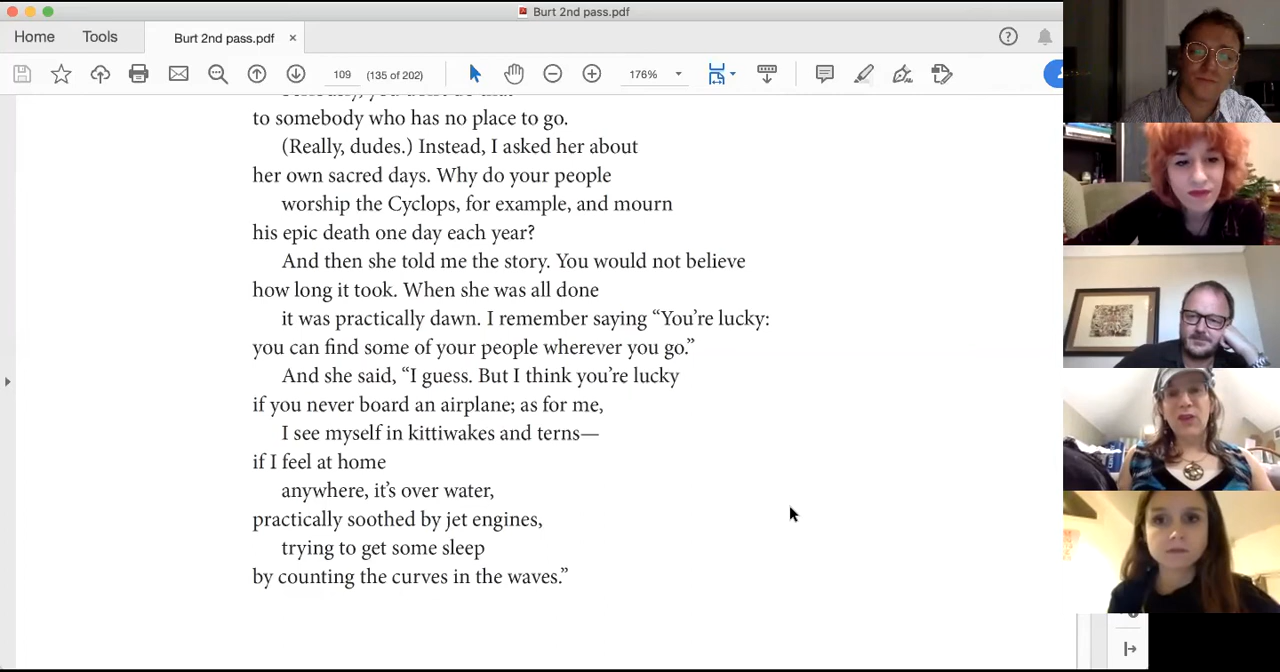 Burt 2nd pass.pdf
Home
Tools
Burt 2nd pass.pdf ×
109 (135 of 202)
176%
to somebody who has no place to go.
(Really, dudes.) Instead, I asked her about
her own sacred days. Why do your people
worship the Cyclops, for example, and mourn
his epic death one day each year?
And then she told me the story. You would not believe
how long it took. When she was all done
it was practically dawn. I remember saying “You’re lucky:
you can find some of your people wherever you go.”
And she said, “I guess. But I think you’re lucky
if you never board an airplane; as for me,
I see myself in kittiwakes and terns—
if I feel at home
anywhere, it’s over water,
practically soothed by jet engines,
trying to get some sleep
by counting the curves in the waves.”